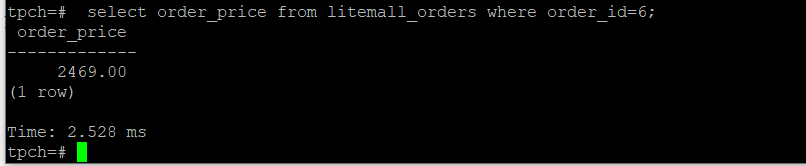 tpch=#  select order_price from litemall_orders where order_id=6;
 order_price
-------------
     2469.00
(1 row)

Time: 2.528 ms
tpch=#